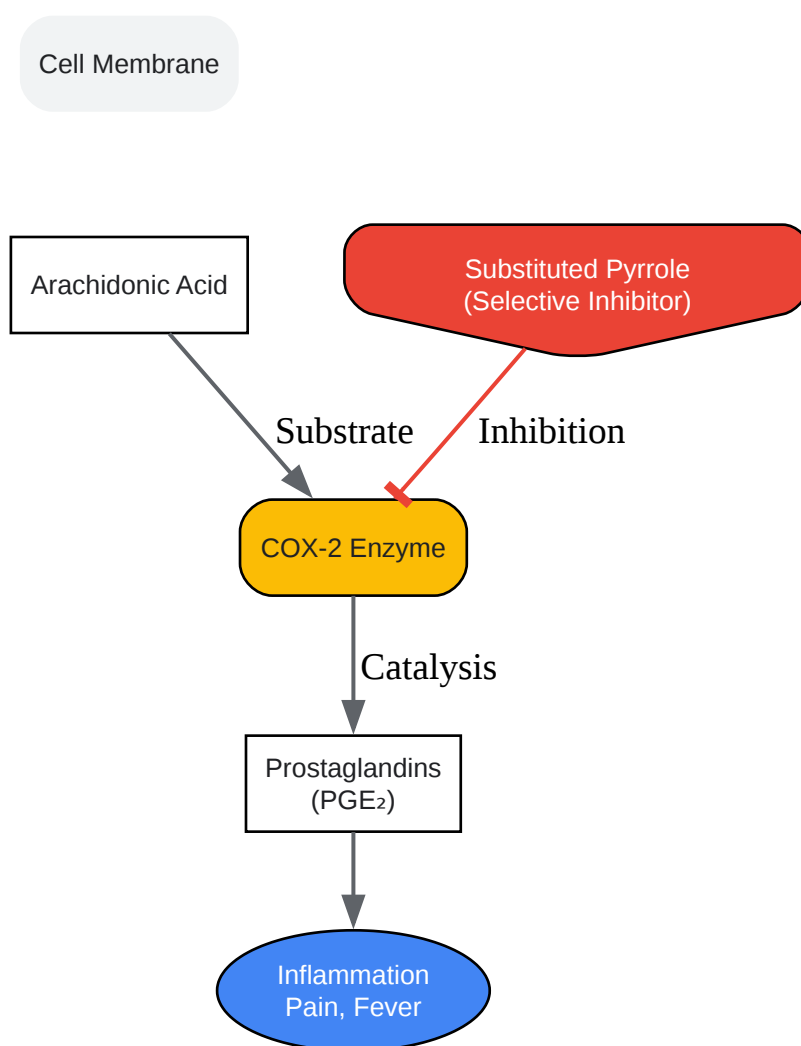 Cell Membrane
Arachidonic Acid
Substituted Pyrrole
(Selective Inhibitor)
Substrate
Inhibition
COX-2 Enzyme
Catalysis
Prostaglandins
(PGE₂)
Inflammation
Pain, Fever